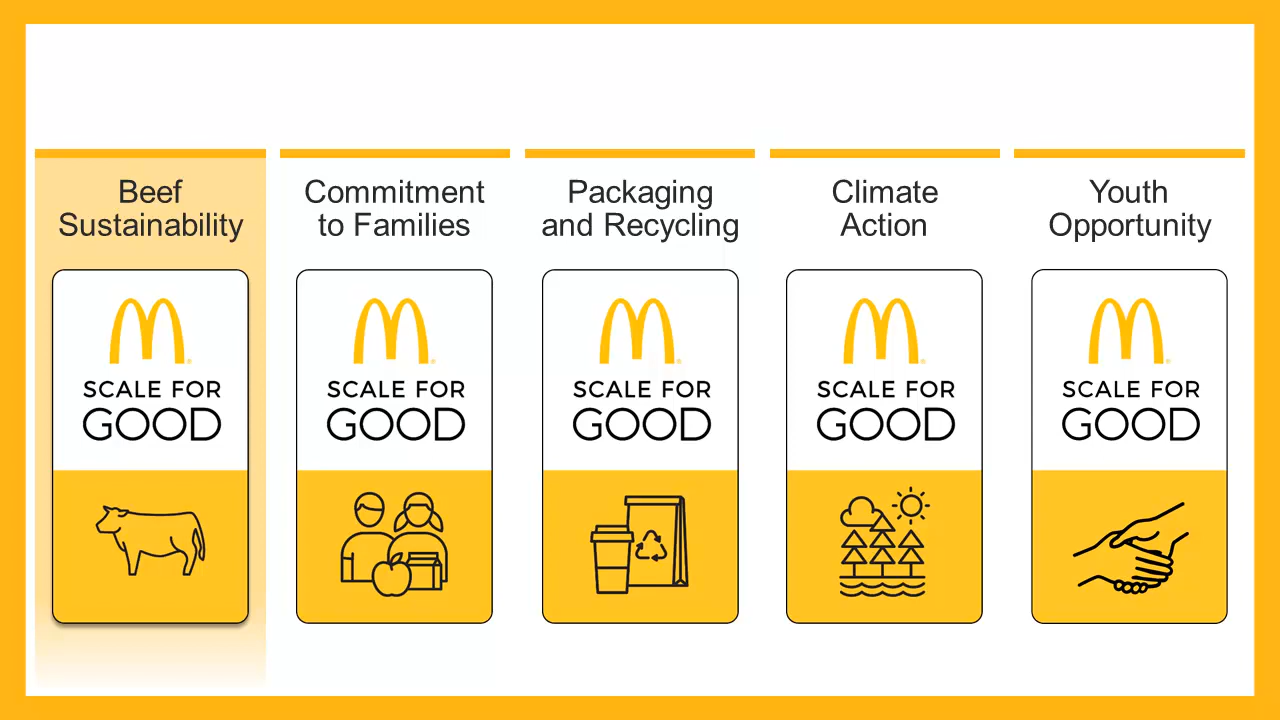 Beef
Sustainability
Commitment
to Families
Packaging
and Recycling
Climate
Action
Youth
Opportunity
SCALE FOR
GOOD
SCALE FOR
GOOD
SCALE FOR
GOOD
SCALE FOR
GOOD
SCALE FOR
GOOD